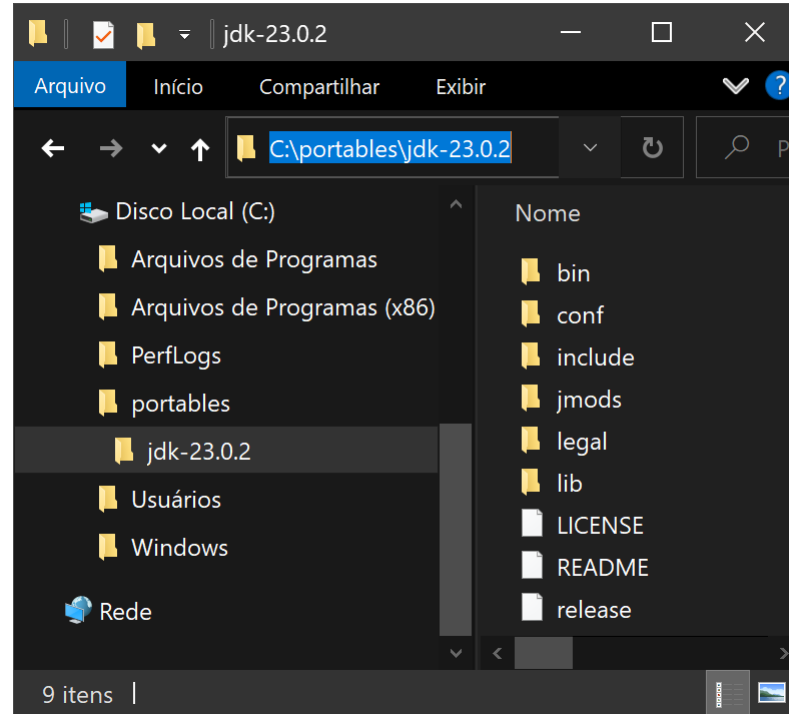 jdk-23.0.2
Arquivo Início Compartilhar Exibir
C:\portables\jdk-23.0.2 P
Disco Local (C:)
Arquivos de Programas
Arquivos de Programas (x86)
PerfLogs
portables
jdk-23.0.2
Usuários
Windows
Rede
Nome
bin
conf
include
jmods
legal
lib
LICENSE
README
release
9 itens